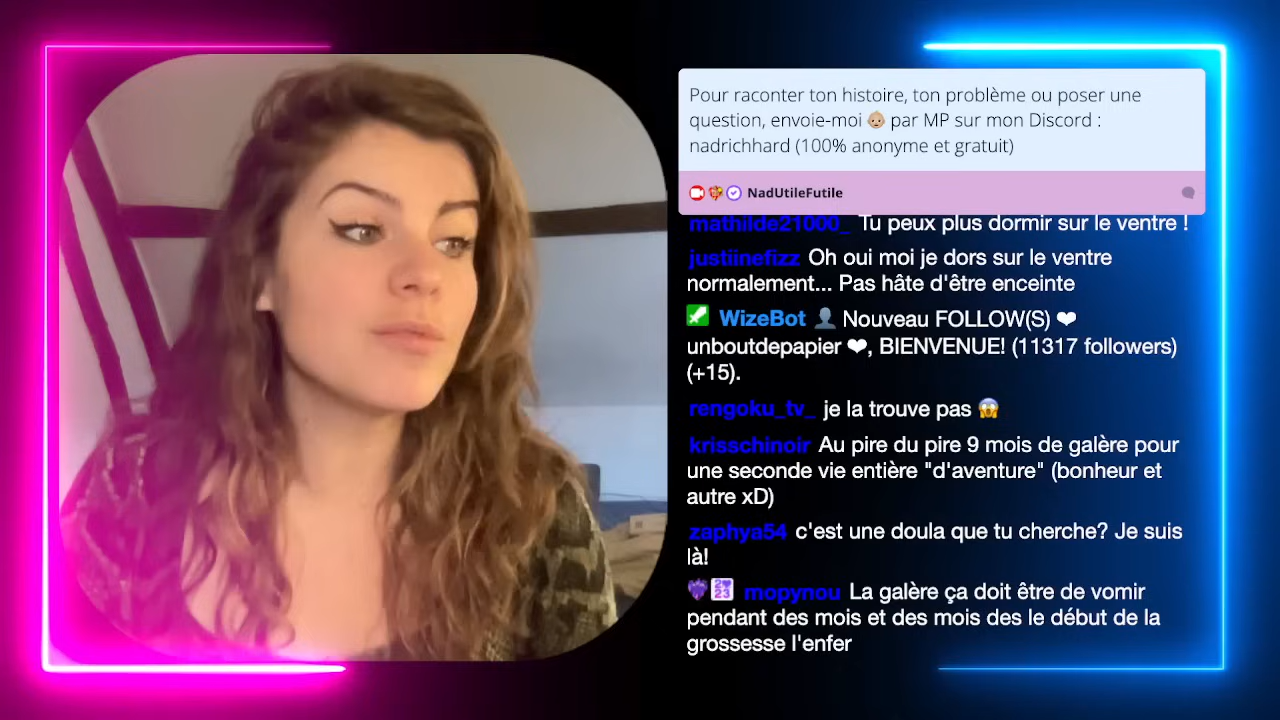 Pour raconter ton histoire, ton problème ou poser une
question, envoie-moi 👶🏼 par MP sur mon Discord :
nadrichhard (100% anonyme et gratuit)
NadUtileFutile
mathilde21000_ Tu peux plus dormir sur le ventre !
justiinefizz Oh oui moi je dors sur le ventre
normalement... Pas hâte d'être enceinte
WizeBot 👤 Nouveau FOLLOW(S) ❤
unboutdepapier ❤, BIENVENUE! (11317 followers)
(+15).
rengoku_tv_ je la trouve pas 😱
krisschinoir Au pire du pire 9 mois de galère pour
une seconde vie entière "d'aventure" (bonheur et
autre xD)
zaphya54 c'est une doula que tu cherche? Je suis
là!
mopynou La galère ça doit être de vomir
pendant des mois et des mois des le début de la
grossesse l'enfer